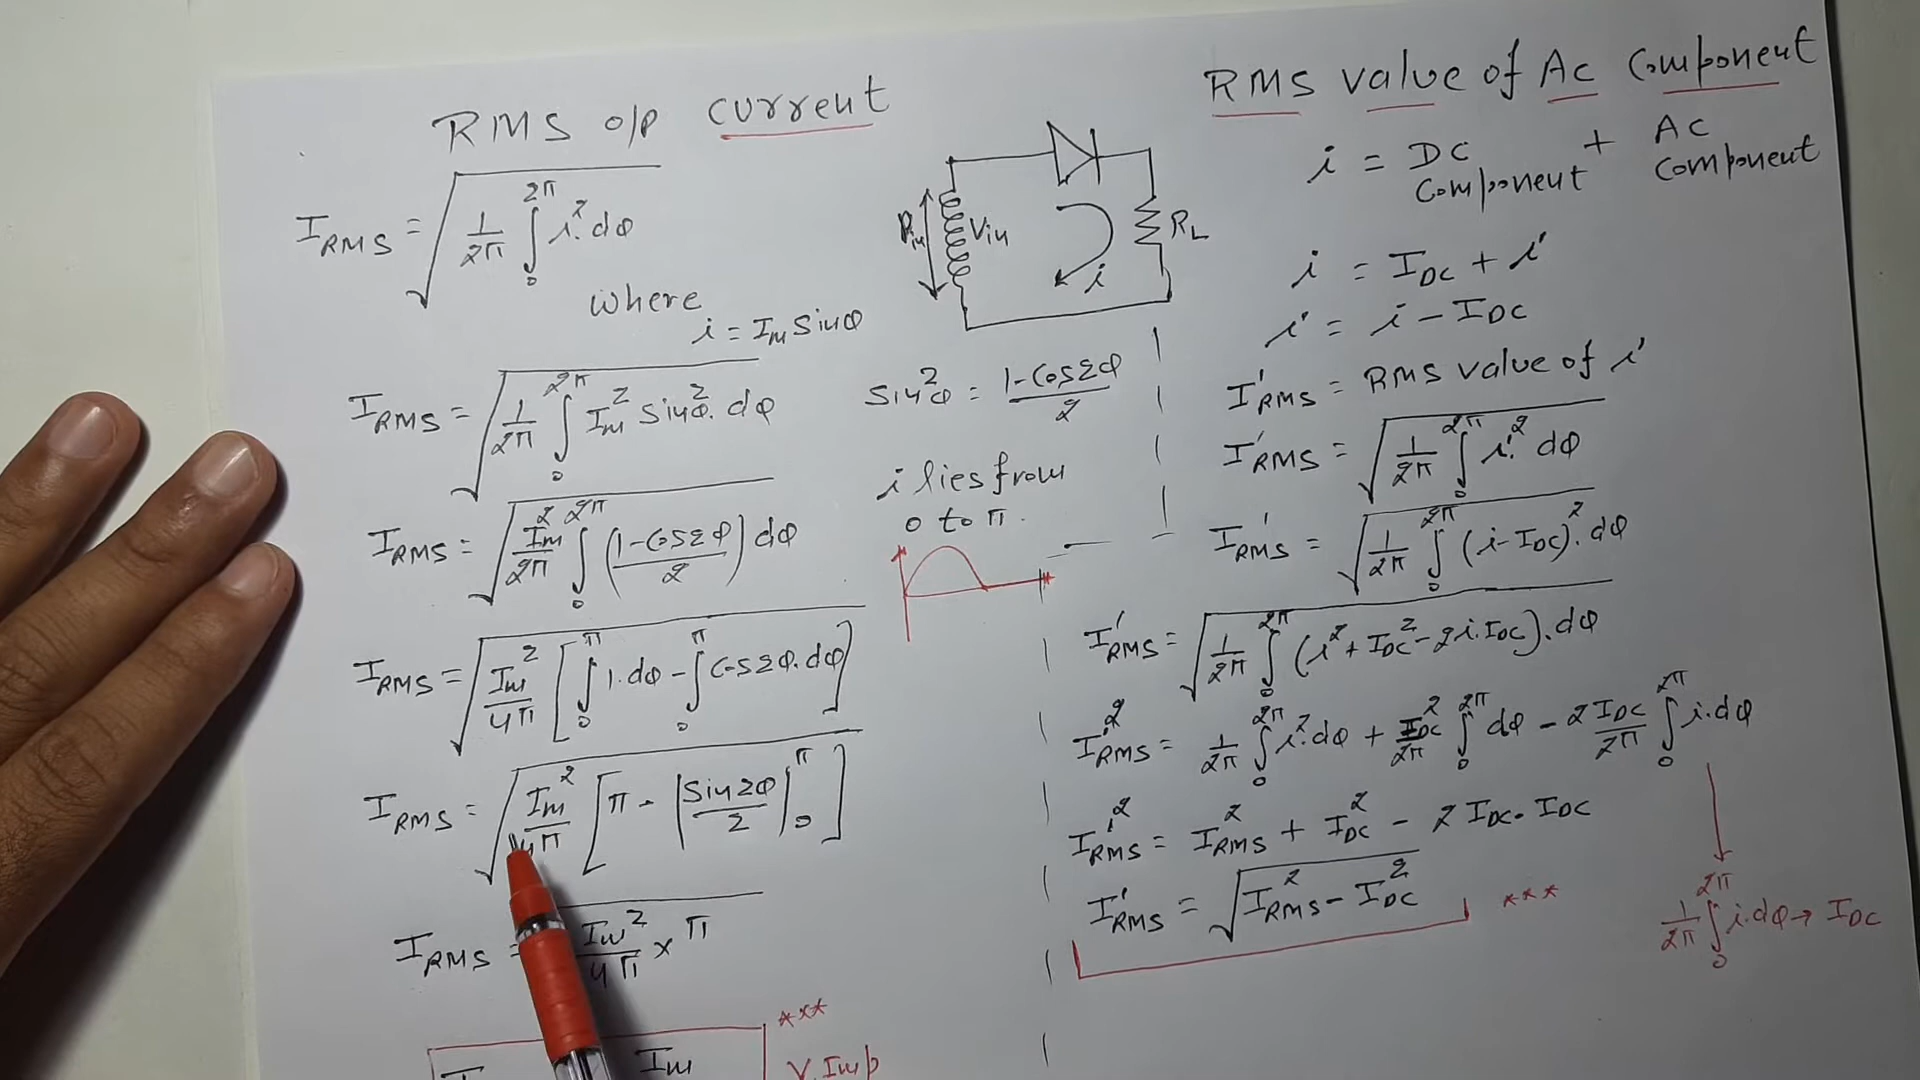 RMS o/p current
I_RMS = √(1/2π ∫₀^2π i².dφ)
where
i = I_m sinφ
I_RMS = √(1/2π ∫₀^2π I_m² sin²φ.dφ)
I_RMS = √(I_m²/2π ∫₀^2π ((1-cos2φ)/2) dφ)
I_RMS = √(I_m²/4π [∫₀^π 1.dφ - ∫₀^π cos2φ.dφ])
I_RMS = √(I_m²/4π [π - |sin2φ/2|₀^π])
I_RMS = √(I_m²/4π × π)
***
I_m
V.Imp
V_in
R_L
i
sin²φ = (1-cos2φ)/2
i lies from
0 to π.
RMS value of Ac component
i = DC component + AC component
i = I_DC + i'
i' = i - I_DC
I'_RMS = RMS value of i'
I'_RMS = √(1/2π ∫₀^2π i'.² dφ)
I'_RMS = √(1/2π ∫₀^2π (i-I_DC)².dφ)
I'_RMS = √(1/2π ∫₀^2π (i²+I_DC²-2i.I_DC).dφ)
I'²_RMS = 1/2π ∫₀^2π i².dφ + I_DC²/2π ∫₀^2π dφ - 2I_DC/2π ∫₀^2π i.dφ
I'²_RMS = I²_RMS + I²_DC - 2 I_DC. I_DC
I'_RMS = √(I²_RMS - I²_DC)
***
1/2π ∫₀^2π i.dφ → I_DC